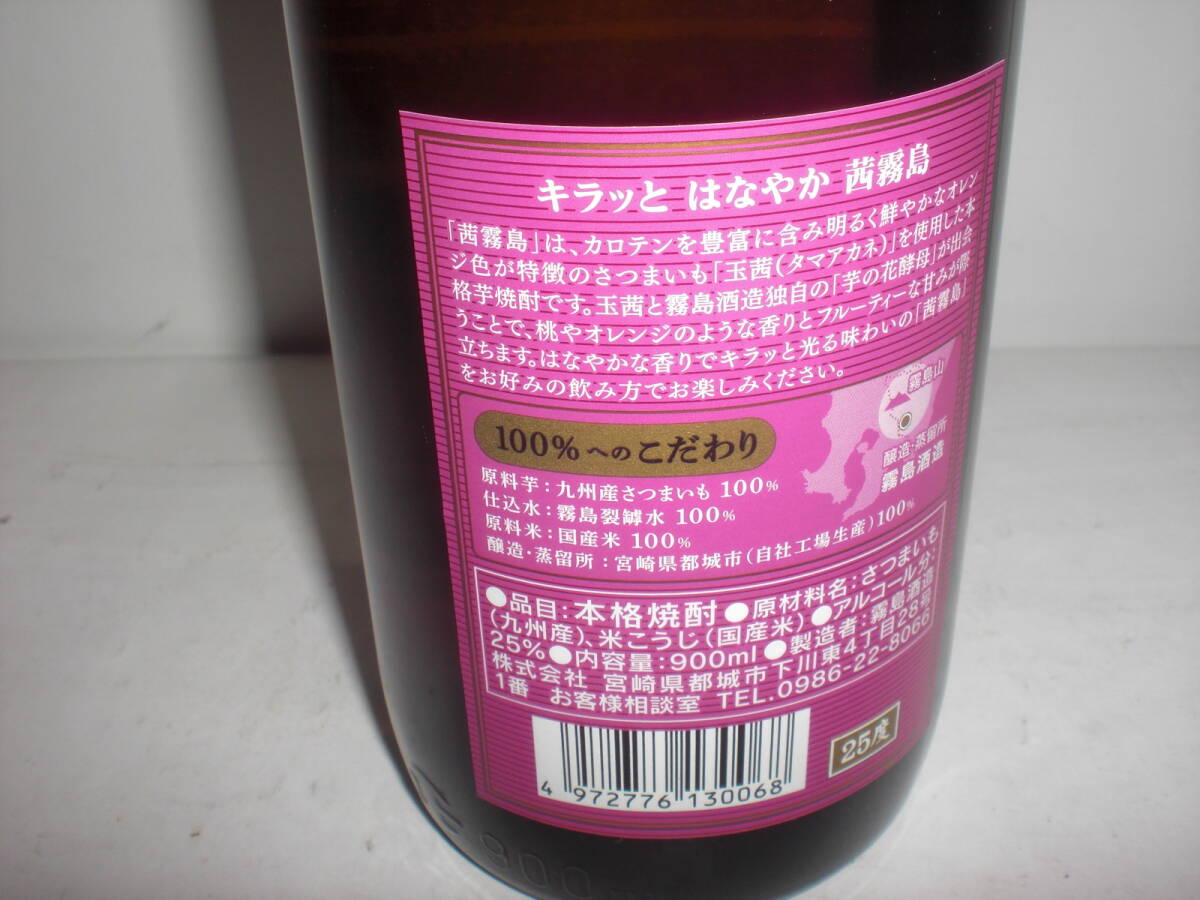 キラッと はなやか 茜霧島
「茜霧島」は、カロテンを豊富に含み明るく鮮やかなオレン
ジ色が特徴のさつまいも「玉茜(タマアカネ)」を使用した本
格芋焼酎です。玉茜と霧島酒造独自の「芋の花酵母」が出会
うことで、桃やオレンジのような香りとフルーティーな甘みが際
立ちます。はなやかな香りでキラッと光る味わいの「茜霧島」
をお好みの飲み方でお楽しみください。
霧島山
醸造・蒸留所
霧島酒造
100%へのこだわり
原料芋:九州産さつまいも 100%
仕込水:霧島裂罅水 100%
原料米:国産米 100%
醸造・蒸留所:宮崎県都城市(自社工場生産)100%
●品目:本格焼酎●原材料名:さつまいも
(九州産)、米こうじ(国産米)●アルコール分:
25%●内容量:900ml●製造者:霧島酒造
株式会社 宮崎県都城市下川東4丁目28号
1番 お客様相談室 TEL.0986-22-8066
25度
4 972776 130068
900